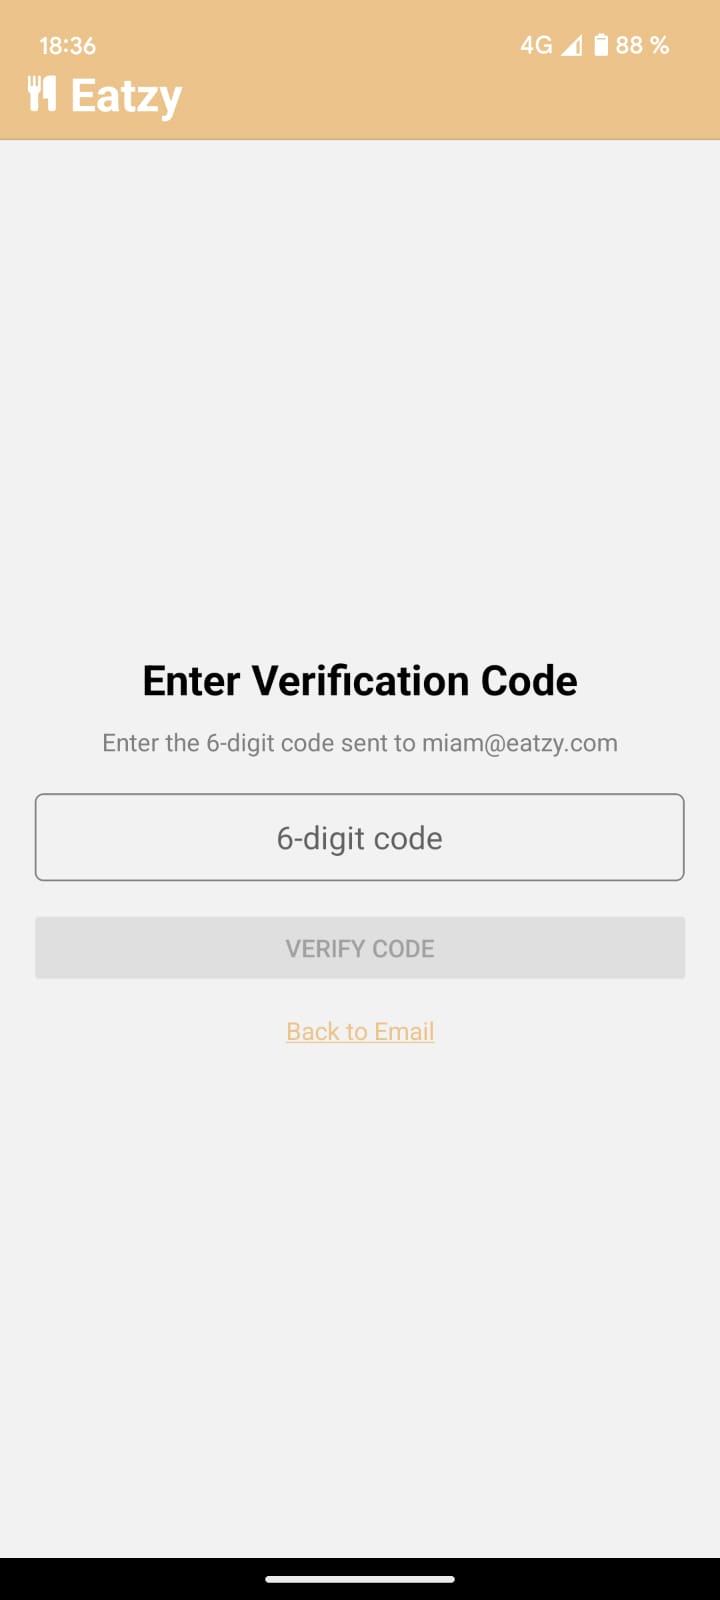 18:36
4G 88 %
Eatzy
Enter Verification Code
Enter the 6-digit code sent to miam@eatzy.com
6-digit code
VERIFY CODE
Back to Email